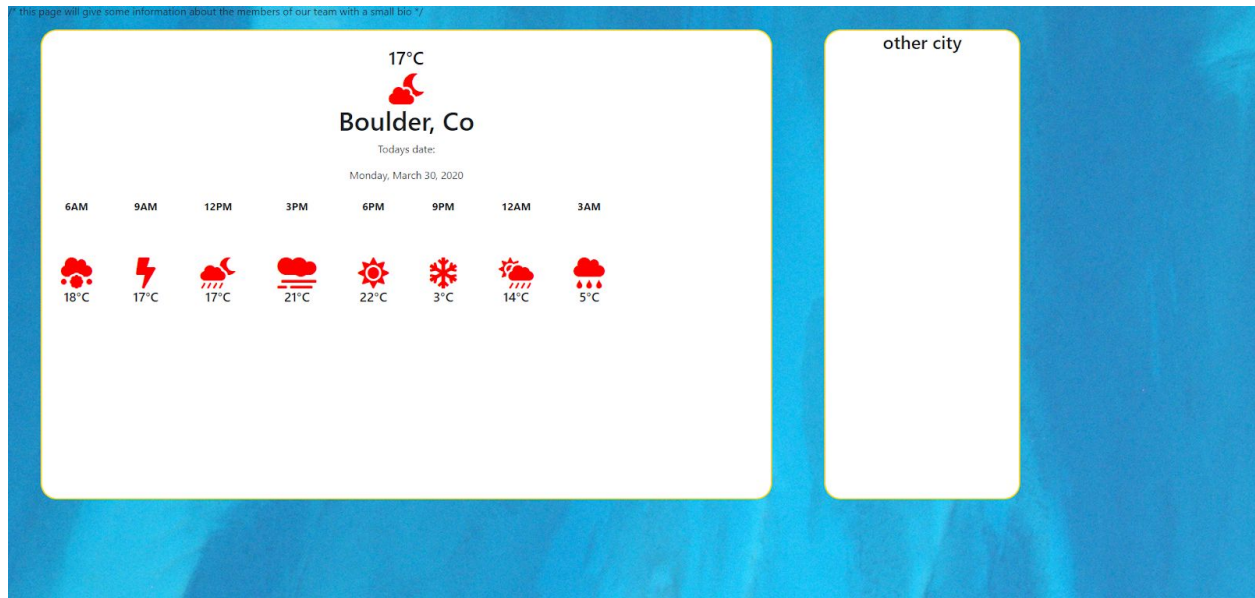 /* this page will give some information about the members of our team with a small bio */
17°C
Boulder, Co
Todays date:
Monday, March 30, 2020
6AM 9AM 12PM 3PM 6PM 9PM 12AM 3AM
18°C 17°C 17°C 21°C 22°C 3°C 14°C 5°C
other city